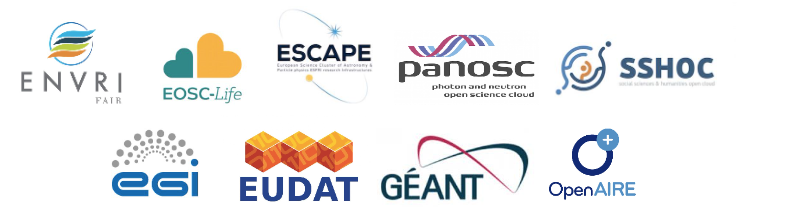 ENVRI
FAIR
EOSC-Life
ESCAPE
European Science Cluster of Astronomy &
Particle physics ESFRI research infrastructures
panosc
photon and neutron
open science cloud
SSHOC
social sciences & humanities open cloud
egi
EUDAT
GÉANT
OpenAIRE